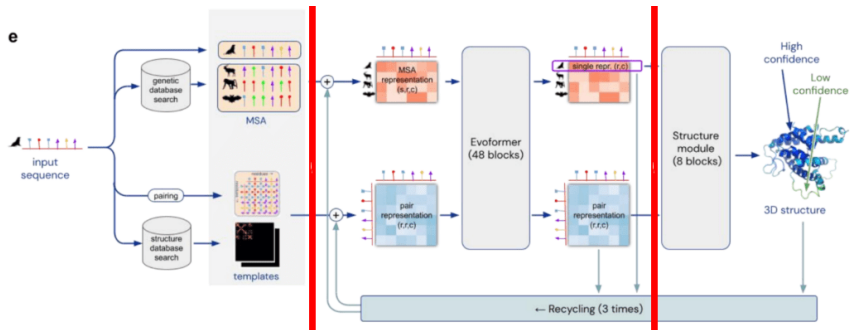 e
input
sequence
genetic
database
search
MSA
pairing
structure
database
search
templates
+
+
MSA
representation
(s,r,c)
pair
representation
(r,r,c)
Evoformer
(48 blocks)
single repr. (r,c)
pair
representation
(r,r,c)
Structure
module
(8 blocks)
High
confidence
Low
confidence
3D structure
← Recycling (3 times)